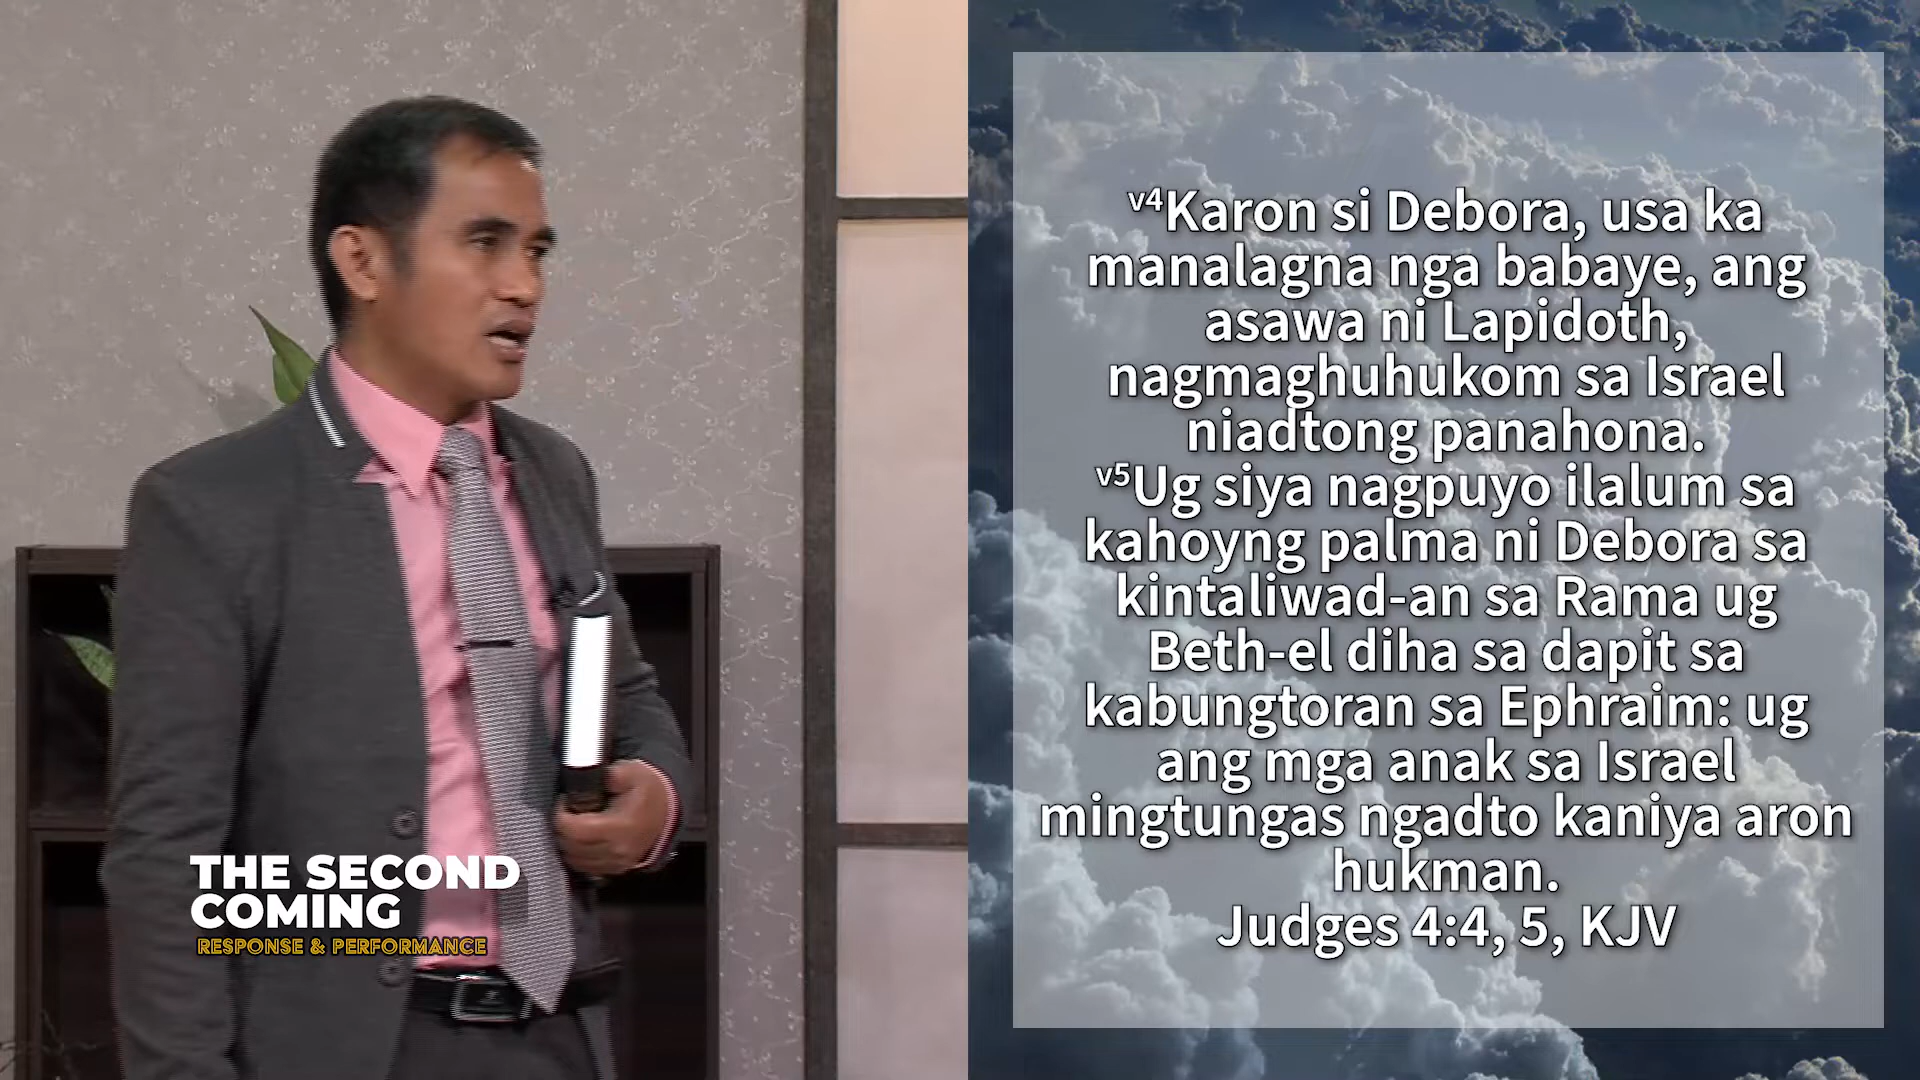 v4Karon si Debora, usa ka
manalagna nga babaye, ang
asawa ni Lapidoth,
nagmaghuhukom sa Israel
niadtong panahona.
v5Ug siya nagpuyo ilalum sa
kahoyng palma ni Debora sa
kintaliwad-an sa Rama ug
Beth-el diha sa dapit sa
kabungtoran sa Ephraim: ug
ang mga anak sa Israel
mingtungas ngadto kaniya aron
hukman.
Judges 4:4, 5, KJV
THE SECOND
COMING
RESPONSE & PERFORMANCE